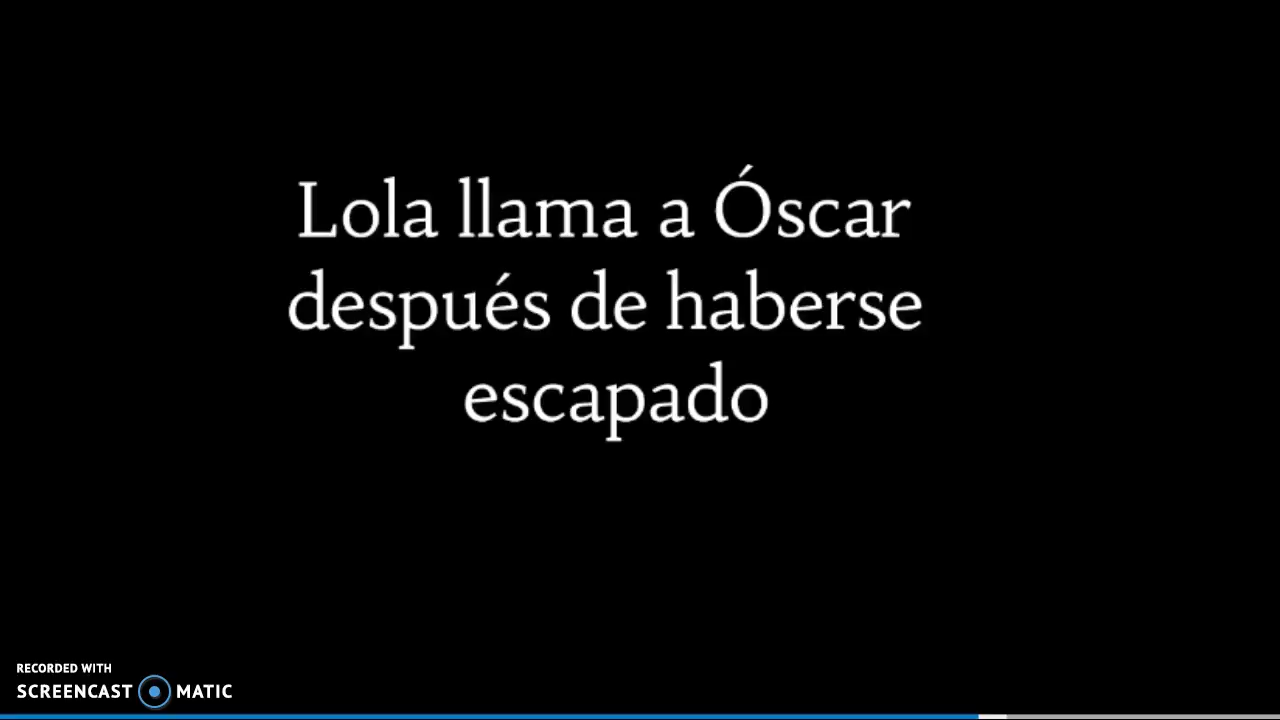 Lola llama a Óscar
después de haberse
escapado
RECORDED WITH
SCREENCAST MATIC